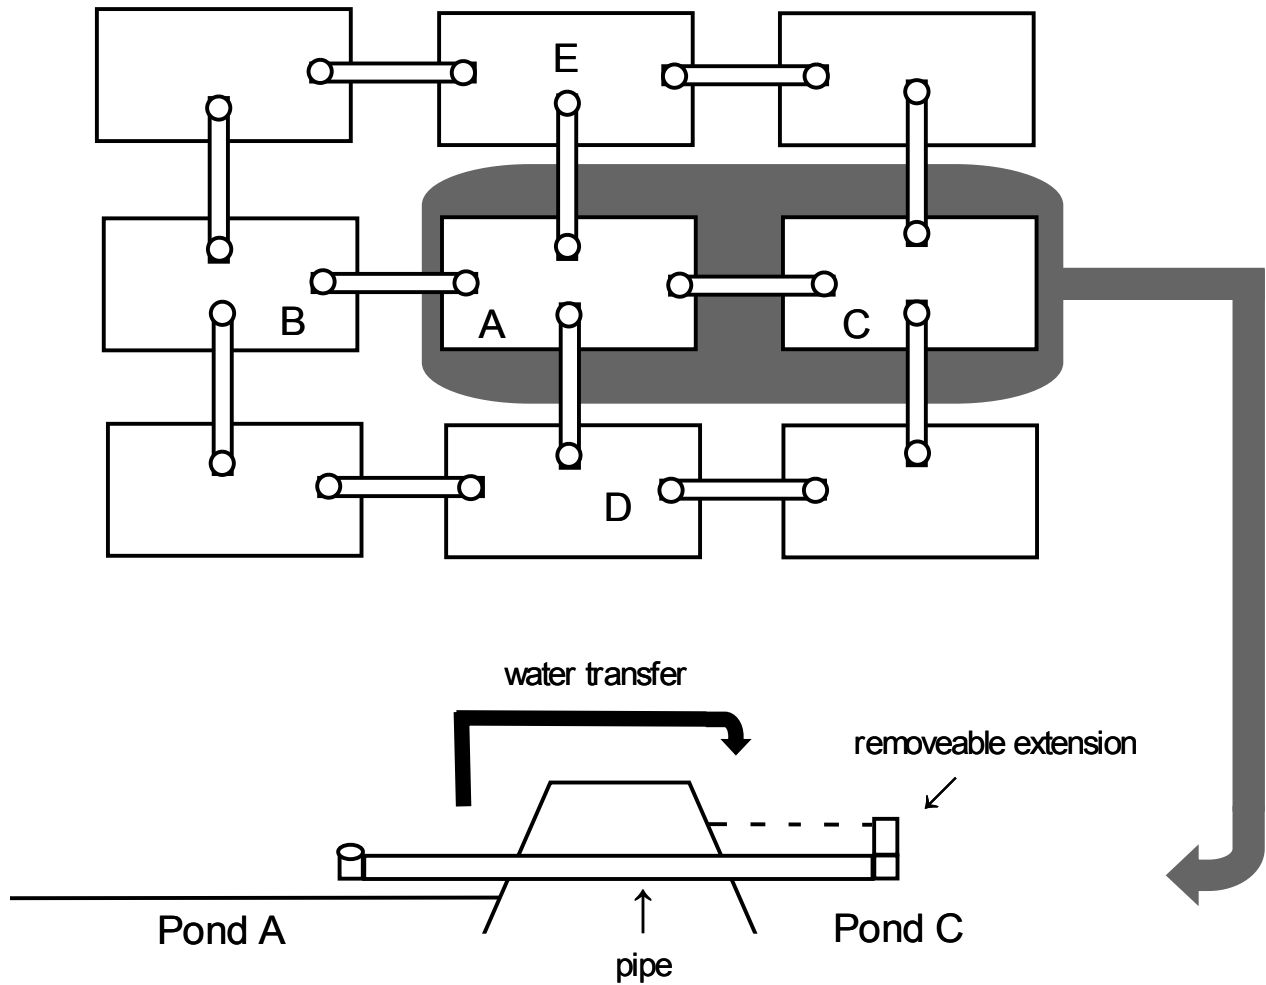 E
B
A
C
D
water transfer
removeable extension
Pond A
Pond C
pipe